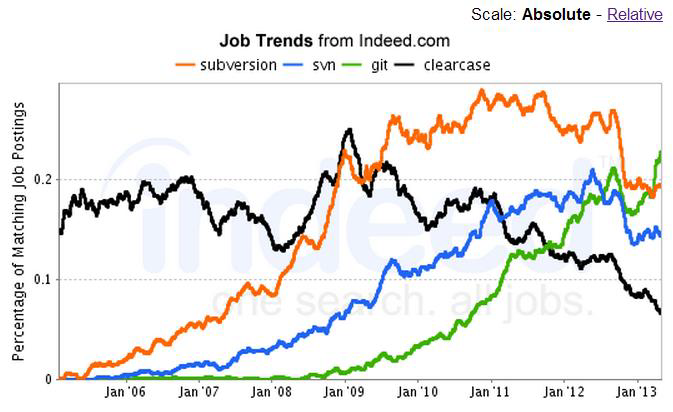 Scale: Absolute - Relative
Job Trends from Indeed.com
subversion svn git clearcase
Percentage of Matching Job Postings
0.2
0.1
0
Jan'06 Jan'07 Jan'08 Jan'09 Jan'10 Jan'11 Jan'12 Jan'13
indeed
one search. all jobs.